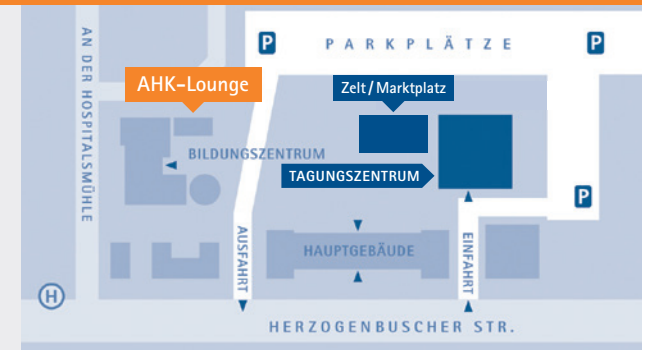 P PARKPLÄTZE P
AN DER HOSPITALSMÜHLE
AHK-Lounge
Zelt/Marktplatz
BILDUNGSZENTRUM
TAGUNGSZENTRUM
P
AUSFAHRT
HAUPTGEBÄUDE
EINFAHRT
H
HERZOGENBUSCHER STR.